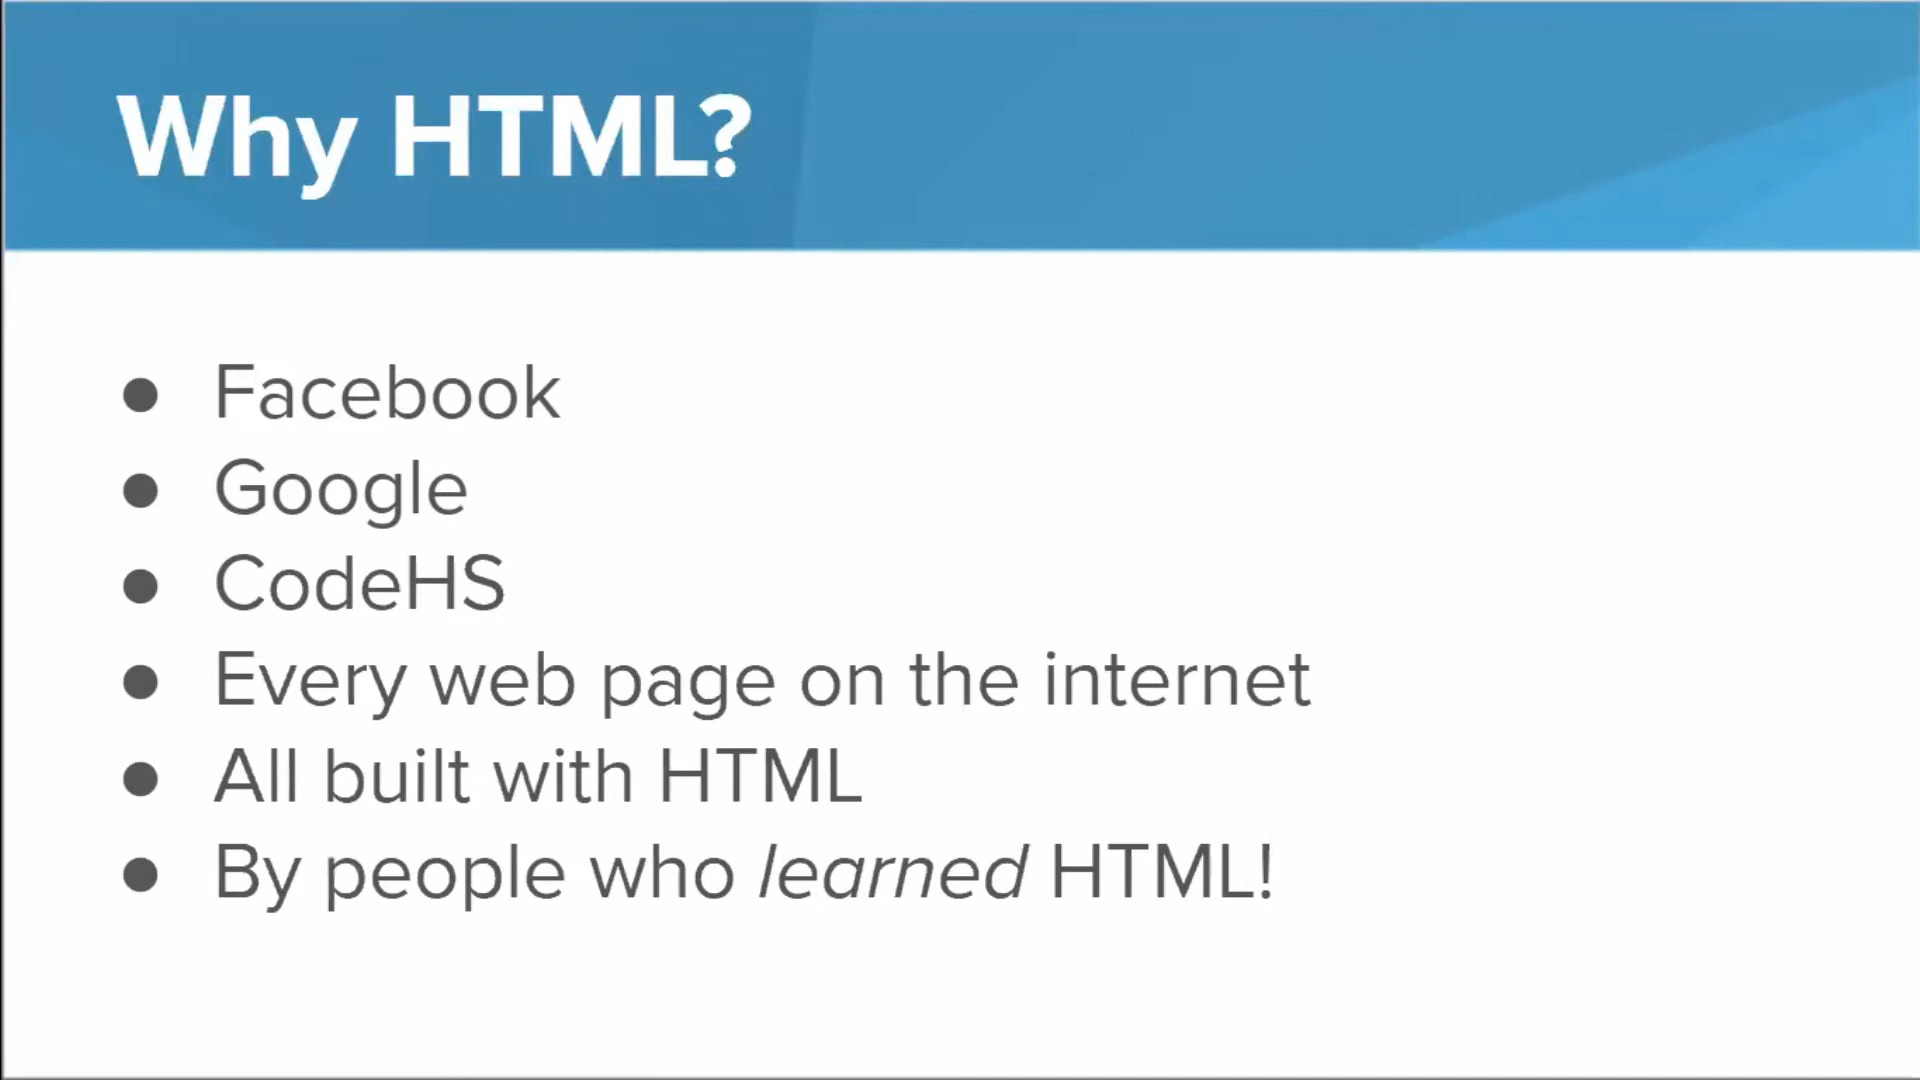 Why HTML?
● Facebook
● Google
● CodeHS
● Every web page on the internet
● All built with HTML
● By people who learned HTML!